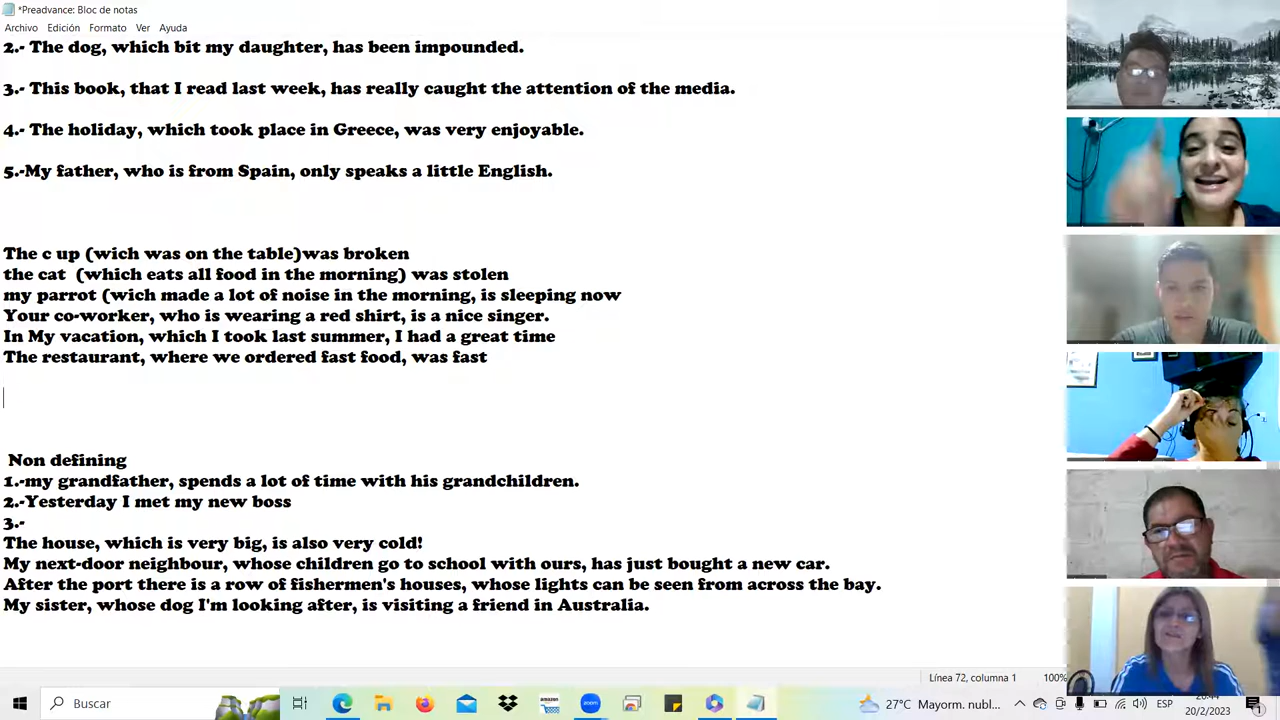 *Preadvance: Bloc de notas
Archivo Edición Formato Ver Ayuda
2.- The dog, which bit my daughter, has been impounded.
3.- This book, that I read last week, has really caught the attention of the media.
4.- The holiday, which took place in Greece, was very enjoyable.
5.-My father, who is from Spain, only speaks a little English.
The c up (wich was on the table)was broken
the cat (which eats all food in the morning) was stolen
my parrot (wich made a lot of noise in the morning, is sleeping now
Your co-worker, who is wearing a red shirt, is a nice singer.
In My vacation, which I took last summer, I had a great time
The restaurant, where we ordered fast food, was fast
Non defining
1.-my grandfather, spends a lot of time with his grandchildren.
2.-Yesterday I met my new boss
3.-
The house, which is very big, is also very cold!
My next-door neighbour, whose children go to school with ours, has just bought a new car.
After the port there is a row of fishermen's houses, whose lights can be seen from across the bay.
My sister, whose dog I'm looking after, is visiting a friend in Australia.
Línea 72, columna 1 100%
Buscar
amazon
zoom
27°C Mayorm. nubl...
ESP
20/2/2023
1